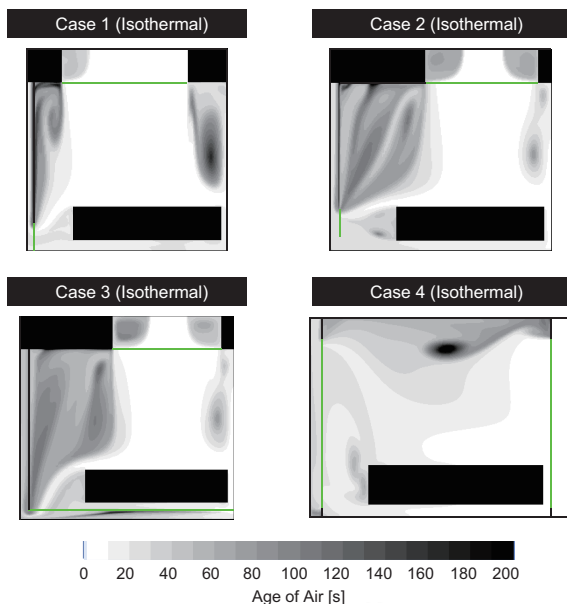 Case 1 (Isothermal)
Case 2 (Isothermal)
Case 3 (Isothermal)
Case 4 (Isothermal)
0 20 40 60 80 100 120 140 160 180 200
Age of Air [s]